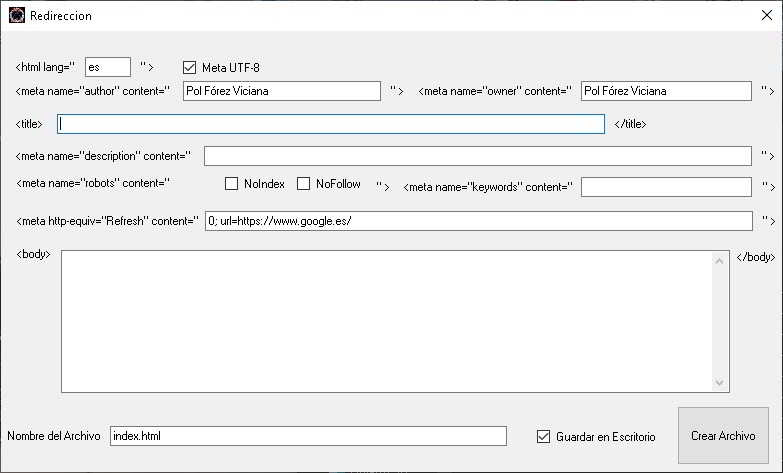 Redireccion
<html lang=" es "> Meta UTF-8
<meta name="author" content=" Pol Fórez Viciana "> <meta name="owner" content=" Pol Fórez Viciana ">
<title> </title>
<meta name="description" content=" ">
<meta name="robots" content=" NoIndex NoFollow "> <meta name="keywords" content=" ">
<meta http-equiv="Refresh" content=" 0; url=https://www.google.es/ ">
<body> </body>
Nombre del Archivo index.html Guardar en Escritorio Crear Archivo